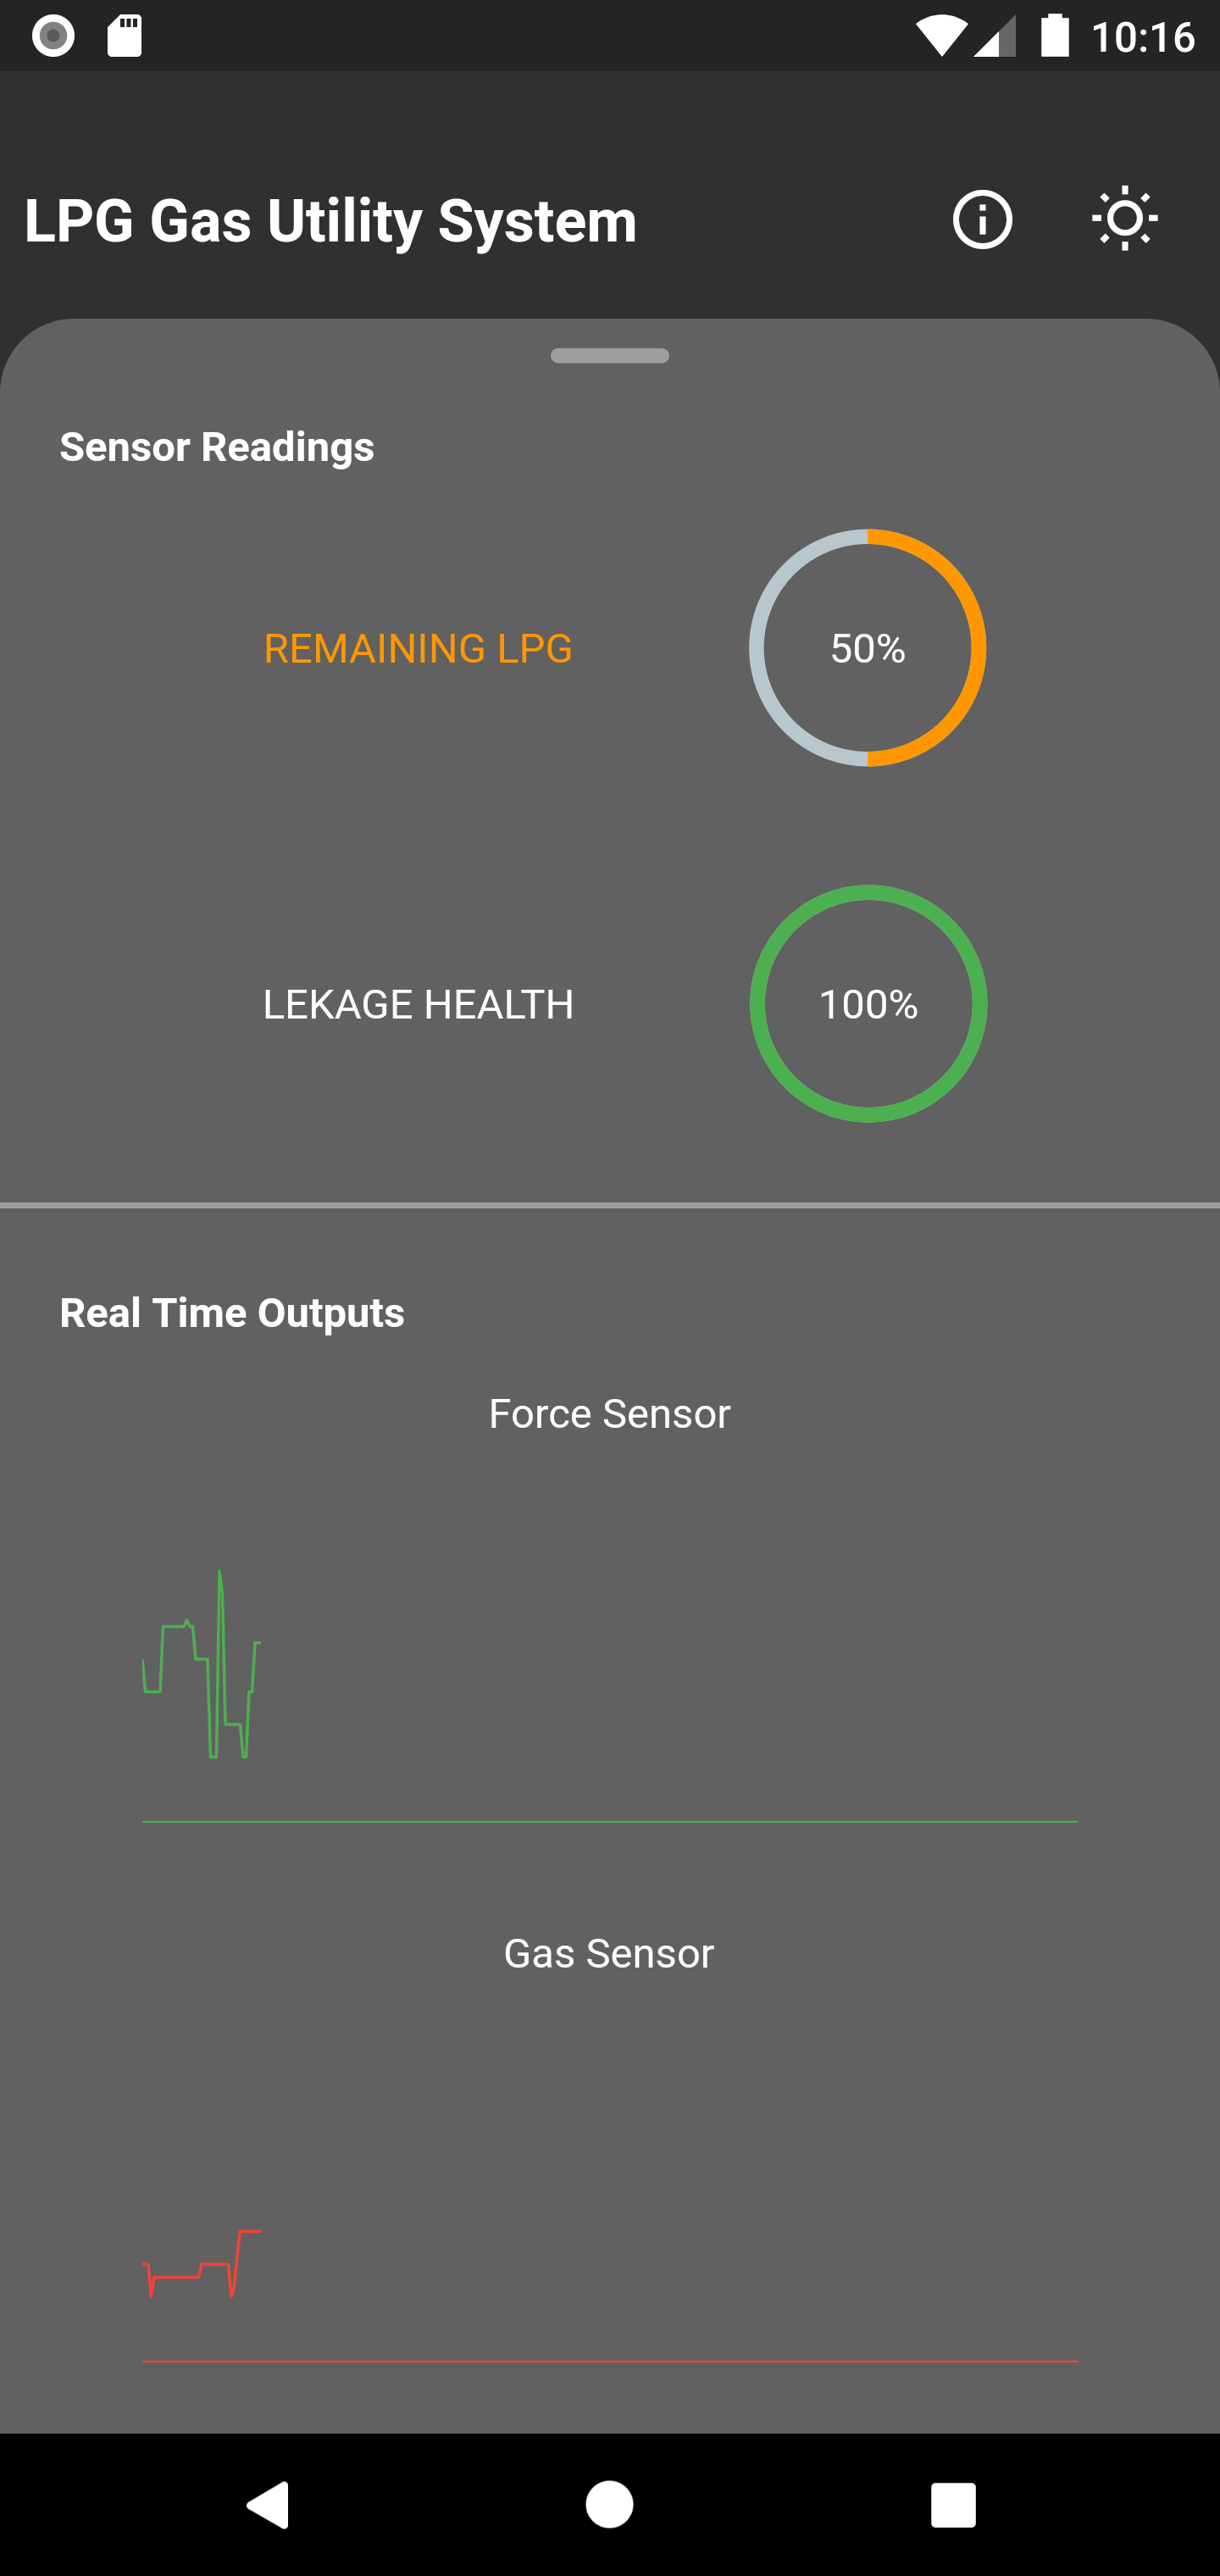 10:16
LPG Gas Utility System
Sensor Readings
REMAINING LPG
50%
LEKAGE HEALTH
100%
Real Time Outputs
Force Sensor
Gas Sensor